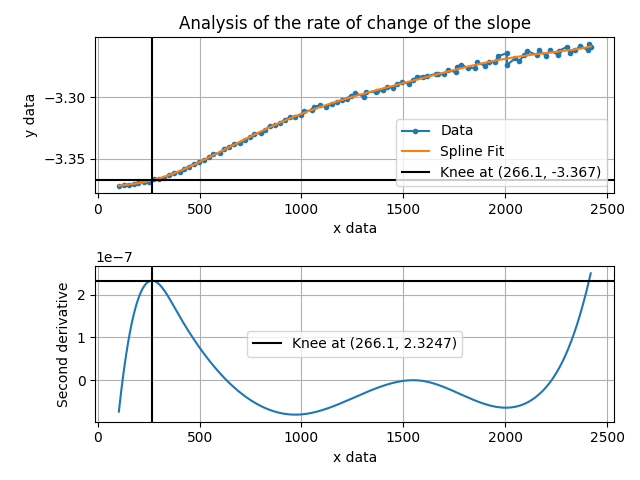 Analysis of the rate of change of the slope
y data
−3.30
−3.35
Data
Spline Fit
Knee at (266.1, -3.367)
0 500 1000 1500 2000 2500
x data
1e−7
Second derivative
2
1
0
Knee at (266.1, 2.3247)
0 500 1000 1500 2000 2500
x data